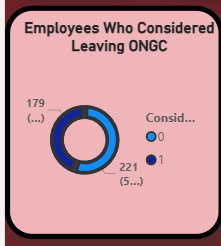 Employees Who Considered
Leaving ONGC
179
(...)
Consid...
0
1
221
(5...)